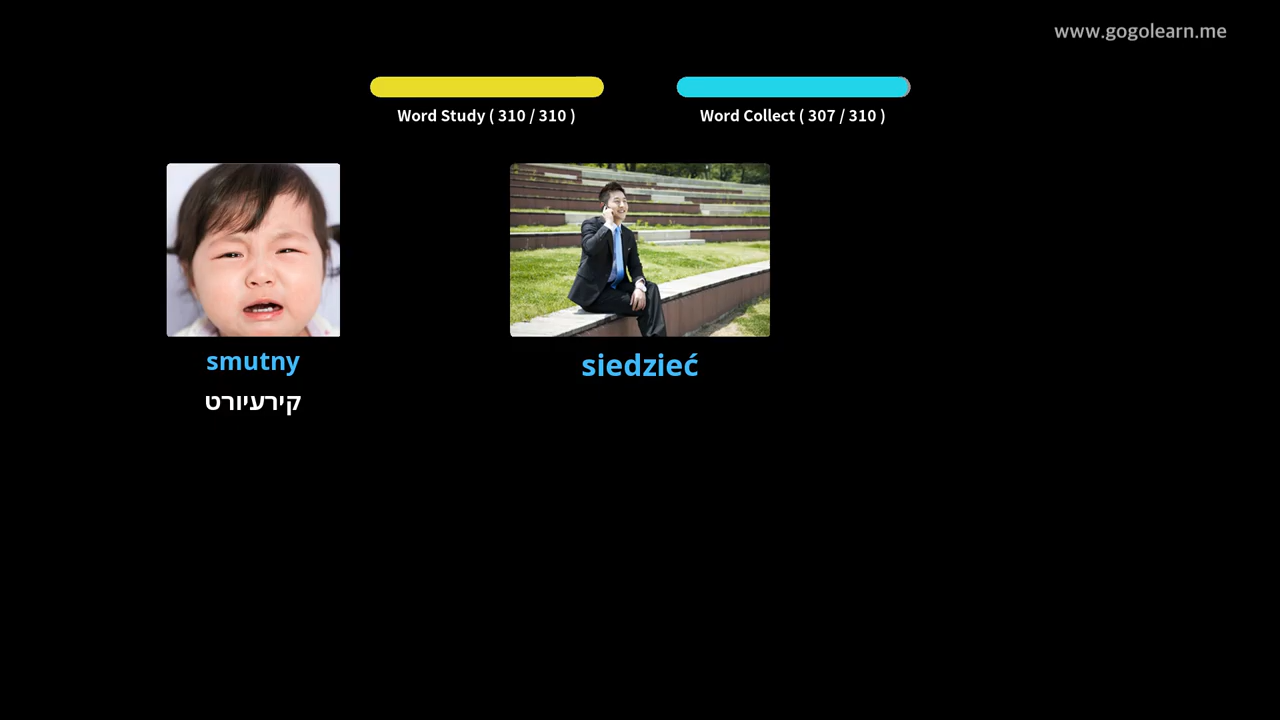 www.gogolearn.me
Word Study ( 310 / 310 )
Word Collect ( 307 / 310 )
smutny
קירעיורט
siedzieć